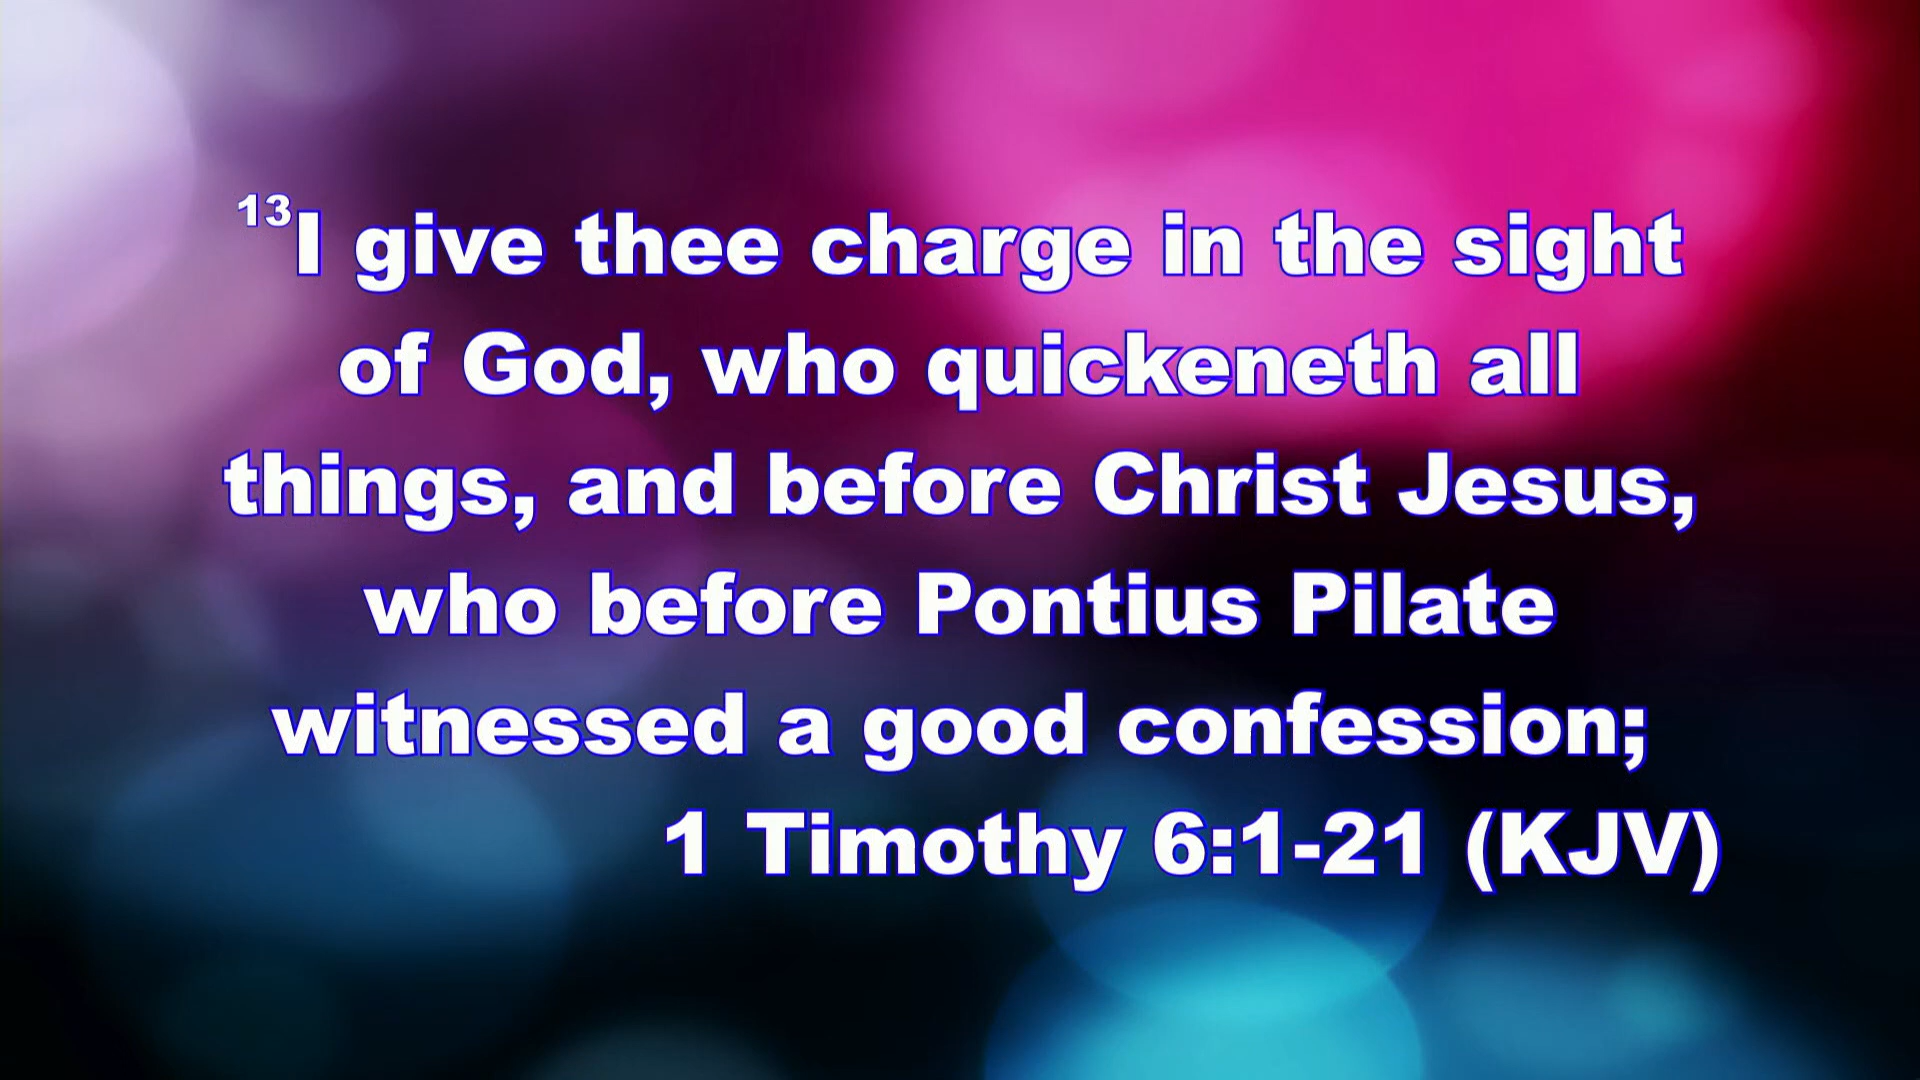 13I give thee charge in the sight
of God, who quickeneth all
things, and before Christ Jesus,
who before Pontius Pilate
witnessed a good confession;
1 Timothy 6:1-21 (KJV)